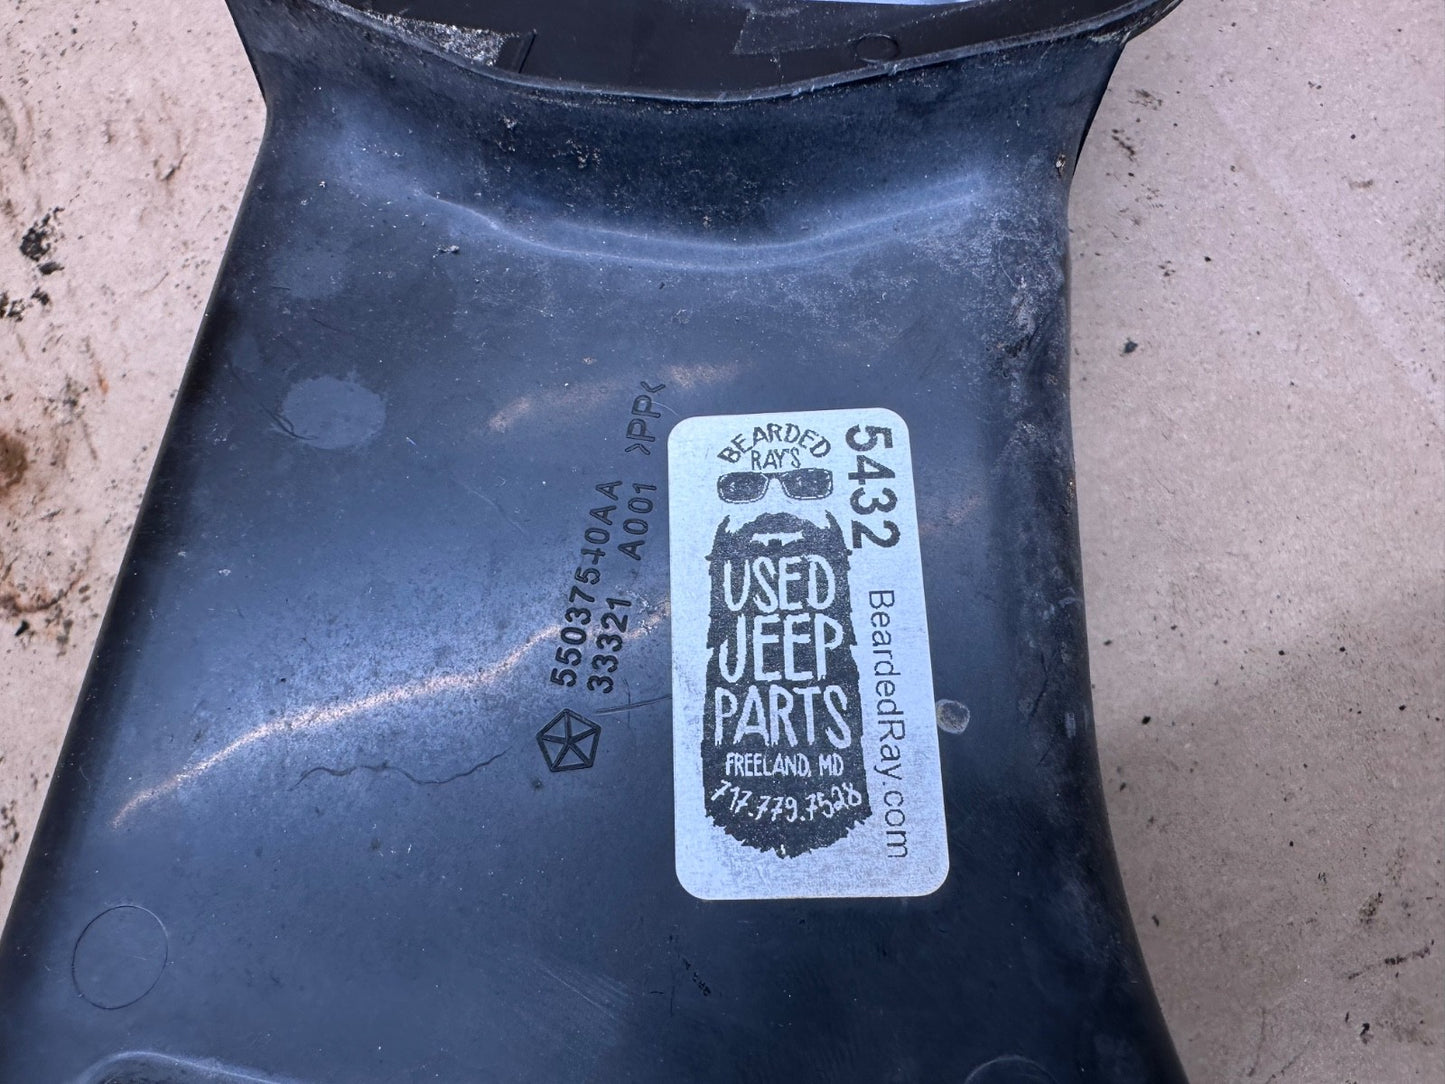 55037540AA
33321 A001 >PP<
BEARDED
RAY'S
USED
JEEP
PARTS
FREELAND, MD
717.779.7528
5432 BeardedRay.com